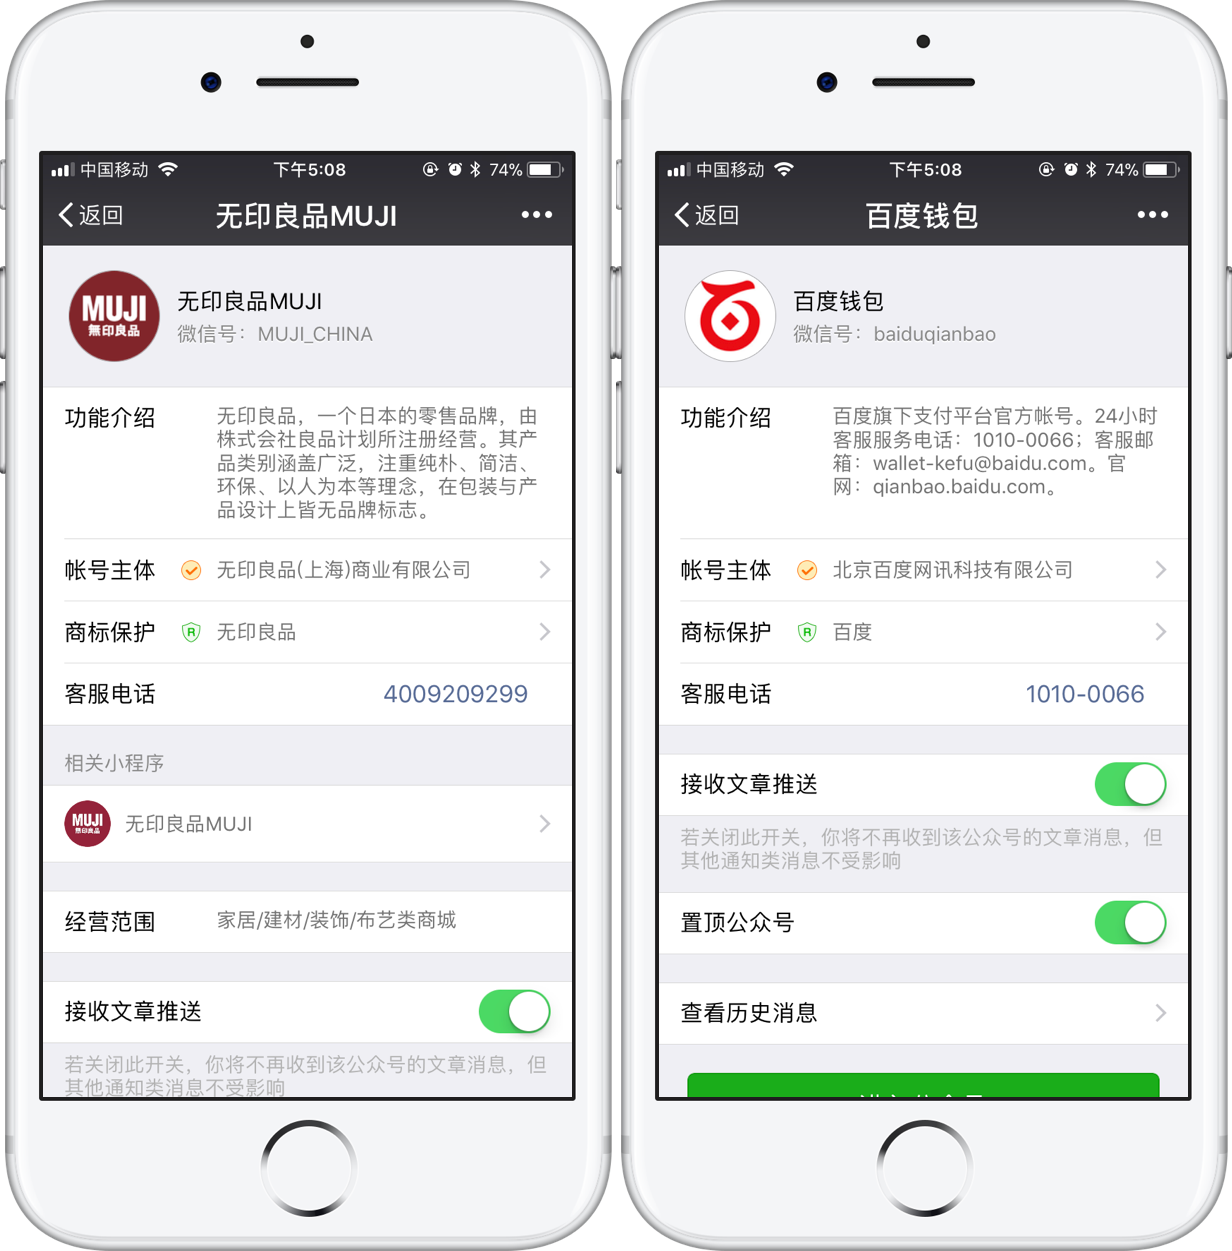 中国移动
下午5:08
74%
返回
无印良品MUJI
MUJI
無印良品
无印良品MUJI
微信号：MUJI_CHINA
功能介绍
无印良品，一个日本的零售品牌，由
株式会社良品计划所注册经营。其产
品类别涵盖广泛，注重纯朴、简洁、
环保、以人为本等理念，在包装与产
品设计上皆无品牌标志。
帐号主体
无印良品(上海)商业有限公司
商标保护
R
无印良品
客服电话
4009209299
相关小程序
MUJI
無印良品
无印良品MUJI
经营范围
家居/建材/装饰/布艺类商城
接收文章推送
若关闭此开关，你将不再收到该公众号的文章消息，但
其他通知类消息不受影响
中国移动
下午5:08
74%
返回
百度钱包
百度钱包
微信号：baiduqianbao
功能介绍
百度旗下支付平台官方帐号。24小时
客服服务电话：1010-0066；客服邮
箱：wallet-kefu@baidu.com。官
网：qianbao.baidu.com。
帐号主体
北京百度网讯科技有限公司
商标保护
R
百度
客服电话
1010-0066
接收文章推送
若关闭此开关，你将不再收到该公众号的文章消息，但
其他通知类消息不受影响
置顶公众号
查看历史消息